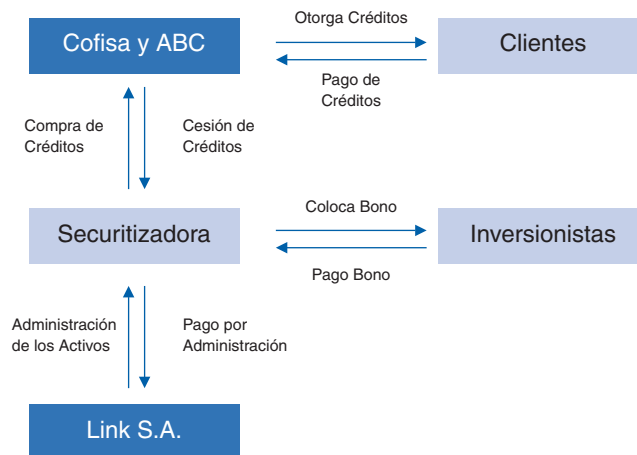 Otorga Créditos
Cofisa y ABC
Clientes
Pago de
Créditos
Compra de
Créditos
Cesión de
Créditos
Coloca Bono
Securitizadora
Inversionistas
Pago Bono
Administración
de los Activos
Pago por
Administración
Link S.A.